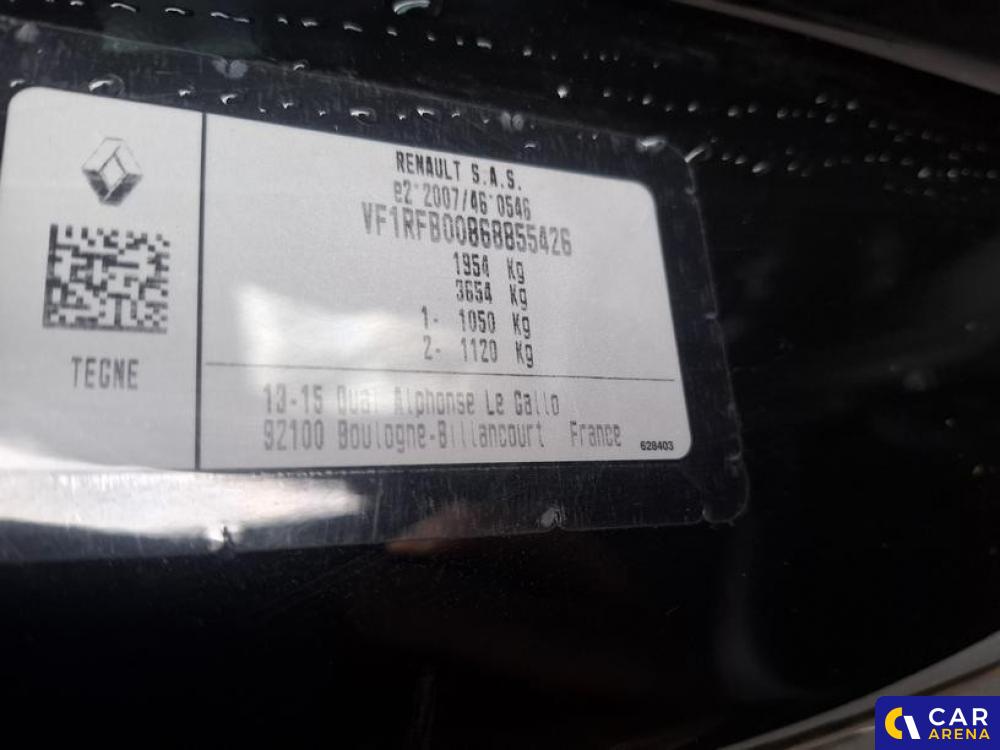 RENAULT S.A.S.
e2*2007/46*0546
VF1RFB00868855426
1954 Kg
3654 Kg
1- 1050 Kg
2- 1120 Kg
TEGNE
13-15 Quai Alphonse Le Gallo
92100 Boulogne-Billancourt France
628403
CAR
ARENA